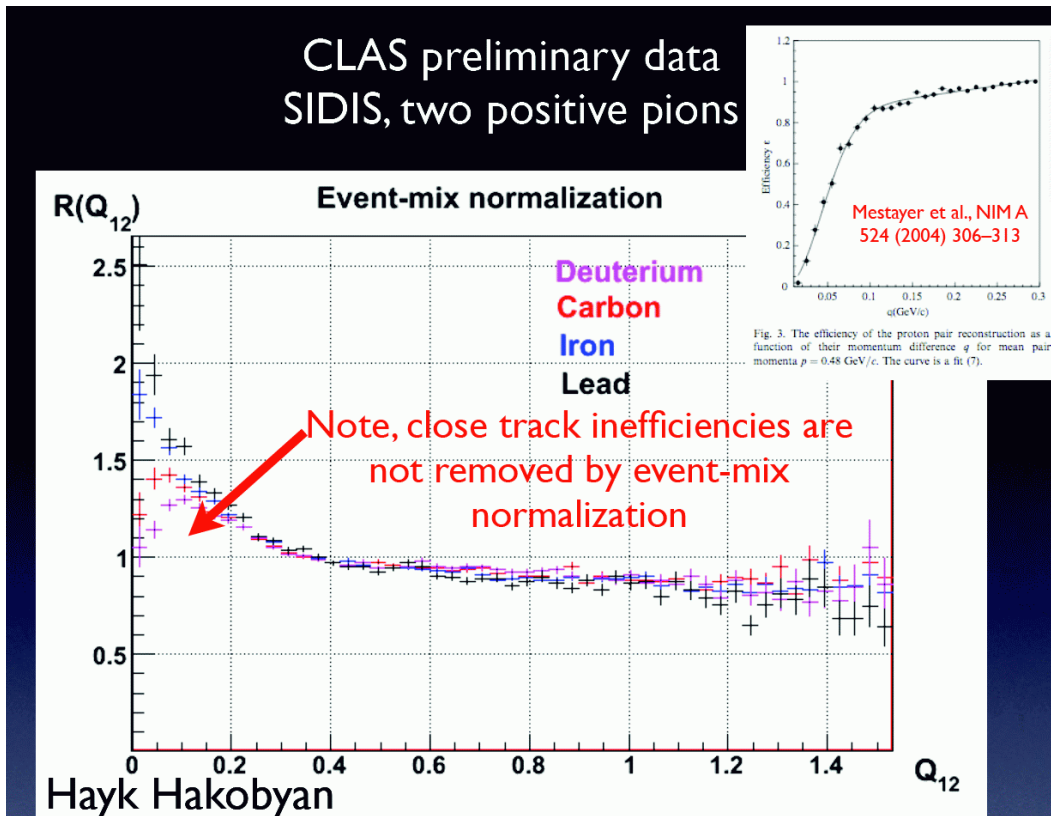 CLAS preliminary data
SIDIS, two positive pions
R(Q12)
Event-mix normalization
2.5
2
1.5
1
0.5
0
0.2
0.4
0.6
0.8
1
1.2
1.4
Q12
Deuterium
Carbon
Iron
Lead
Note, close track inefficiencies are
not removed by event-mix
normalization
Hayk Hakobyan
1.2
1
0.8
0.6
0.4
0.2
0
Efficiency ε
0.05
0.1
0.15
0.2
0.25
0.3
q(GeV/c)
Mestayer et al., NIM A
524 (2004) 306–313
Fig. 3. The efficiency of the proton pair reconstruction as a
function of their momentum difference q for mean pair
momenta p = 0.48 GeV/c. The curve is a fit (7).